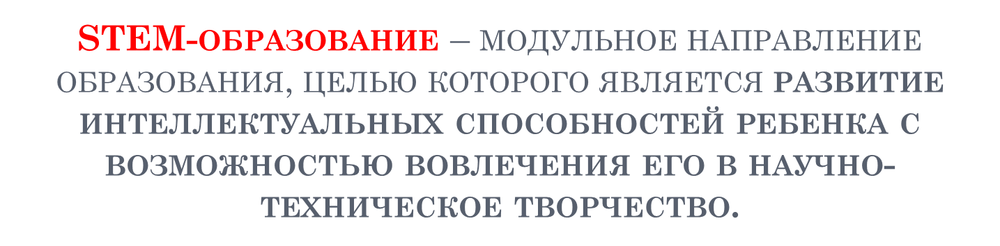 STEM-ОБРАЗОВАНИЕ – МОДУЛЬНОЕ НАПРАВЛЕНИЕ
ОБРАЗОВАНИЯ, ЦЕЛЬЮ КОТОРОГО ЯВЛЯЕТСЯ РАЗВИТИЕ
ИНТЕЛЛЕКТУАЛЬНЫХ СПОСОБНОСТЕЙ РЕБЕНКА С
ВОЗМОЖНОСТЬЮ ВОВЛЕЧЕНИЯ ЕГО В НАУЧНО-
ТЕХНИЧЕСКОЕ ТВОРЧЕСТВО.